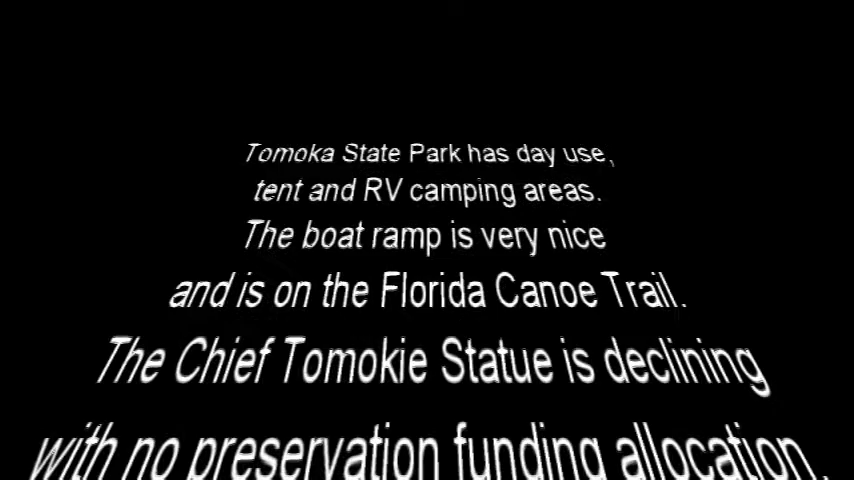 Tomoka State Park has day use,
tent and RV camping areas.
The boat ramp is very nice
and is on the Florida Canoe Trail.
The Chief Tomokie Statue is declining
with no preservation funding allocation.